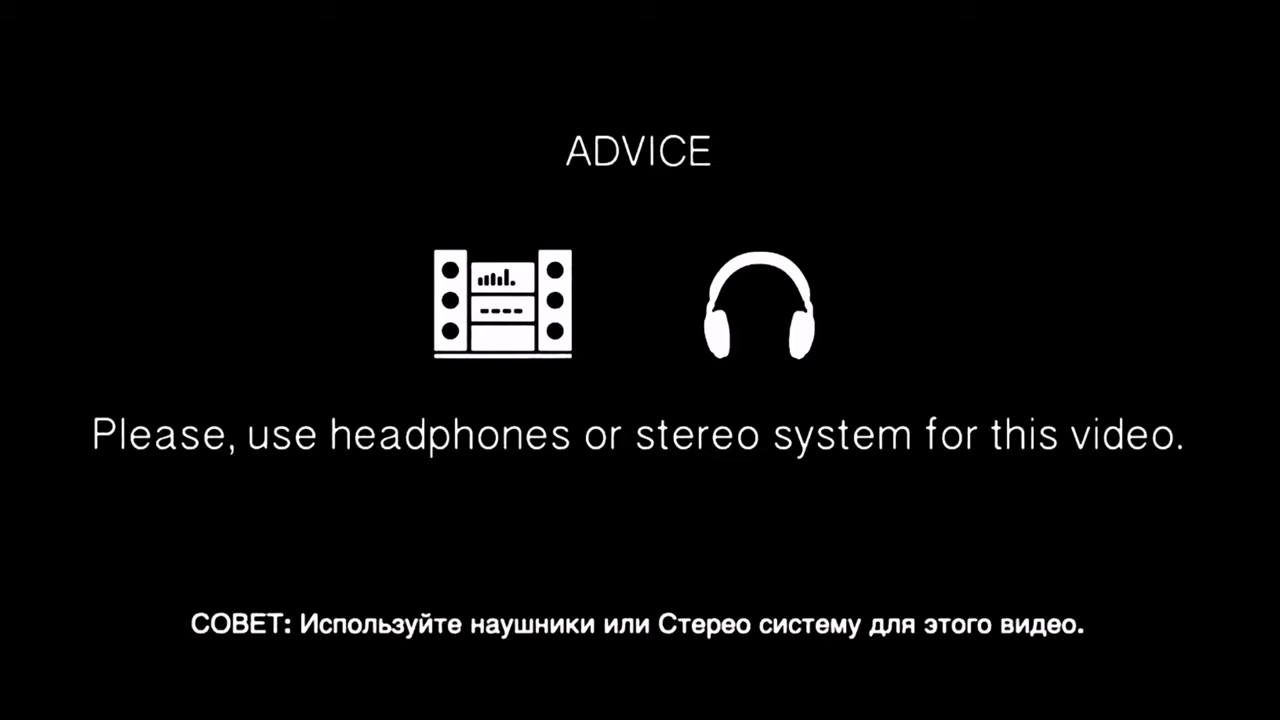 ADVICE
Please, use headphones or stereo system for this video.
СОВЕТ: Используйте наушники или Стерео систему для этого видео.